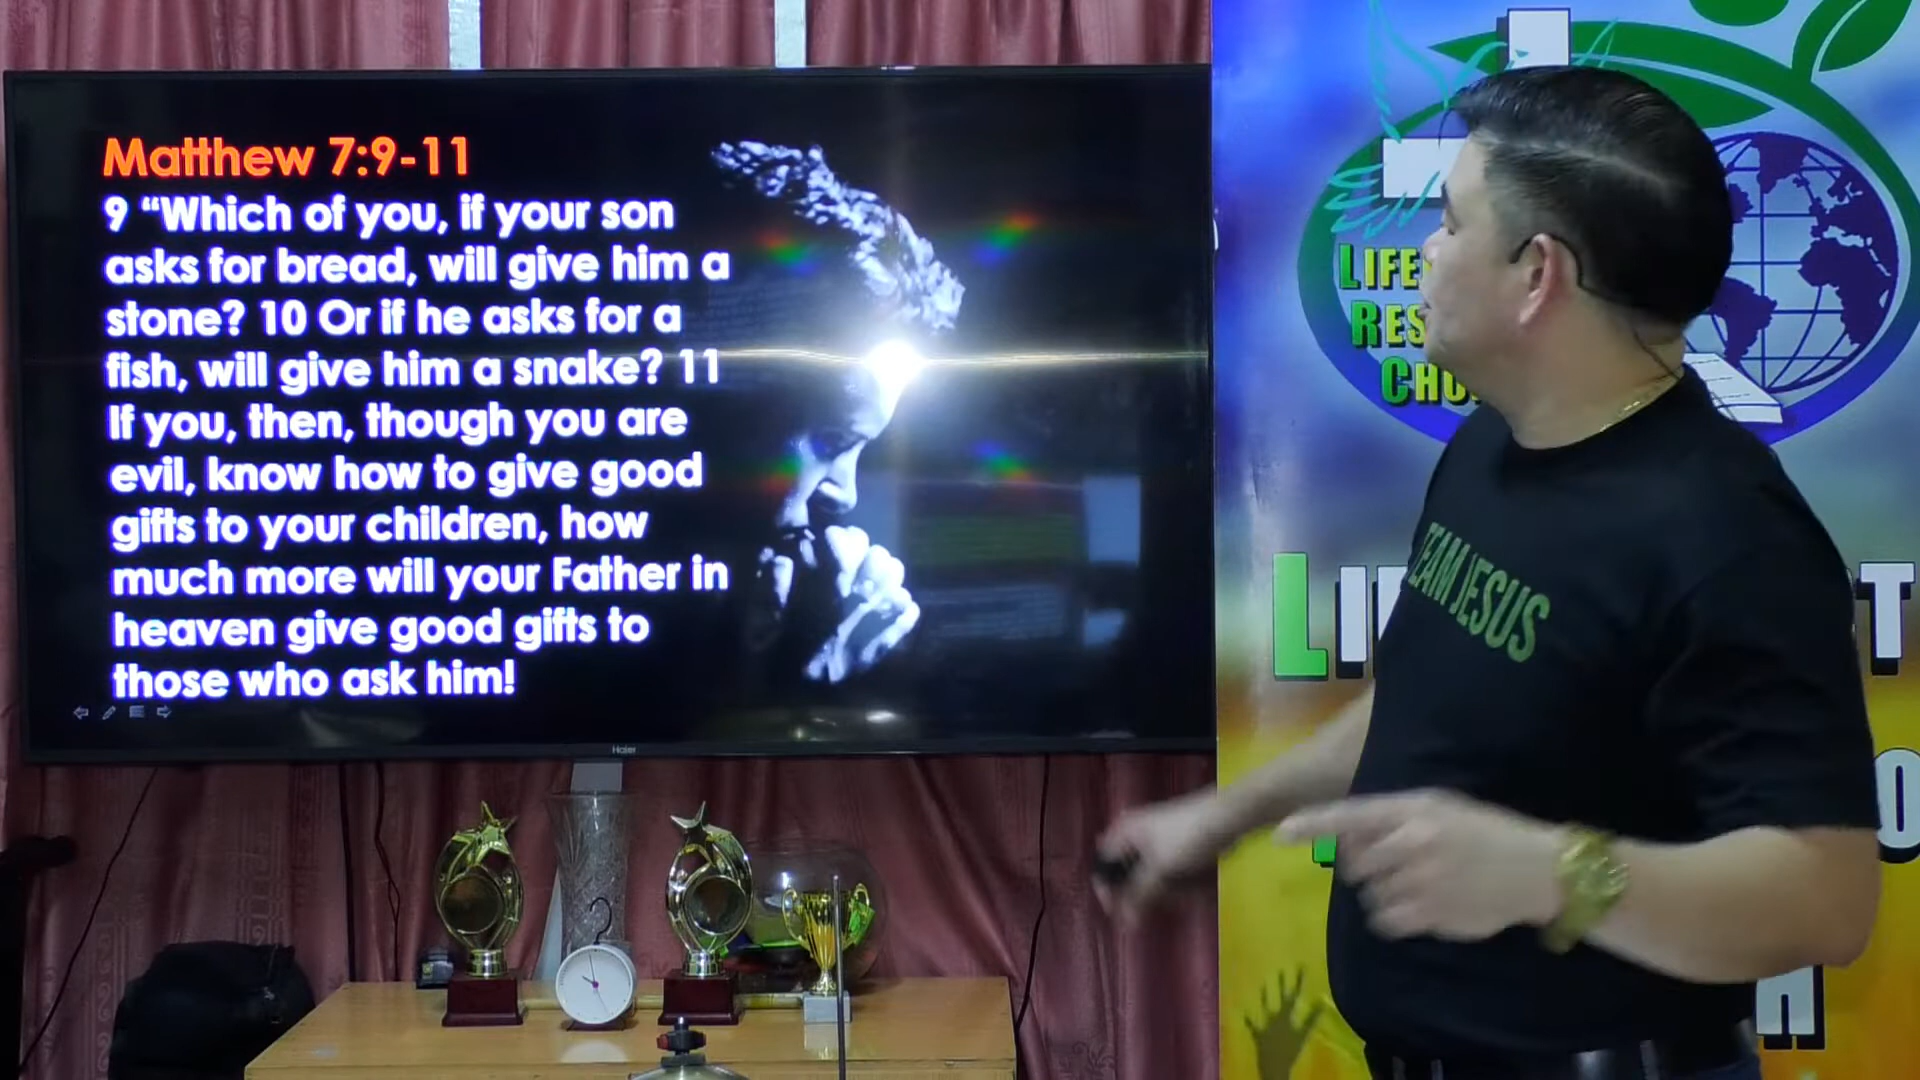 Matthew 7:9-11
9 “Which of you, if your son
asks for bread, will give him a
stone? 10 Or if he asks for a
fish, will give him a snake? 11
If you, then, though you are
evil, know how to give good
gifts to your children, how
much more will your Father in
heaven give good gifts to
those who ask him!
Haier
TEAM JESUS